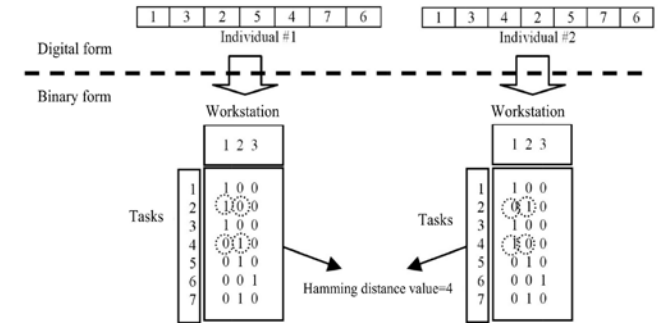 1 3 2 5 4 7 6
1 3 4 2 5 7 6
Individual #1
Individual #2
Digital form
Binary form
Workstation
Workstation
1 2 3
1 2 3
Tasks
1 1 0 0
2 1 0 0
3 1 0 0
4 0 1 0
5 0 1 0
6 0 0 1
7 0 1 0
Tasks
1 1 0 0
2 0 1 0
3 1 0 0
4 1 0 0
5 0 1 0
6 0 0 1
7 0 1 0
Hamming distance value=4